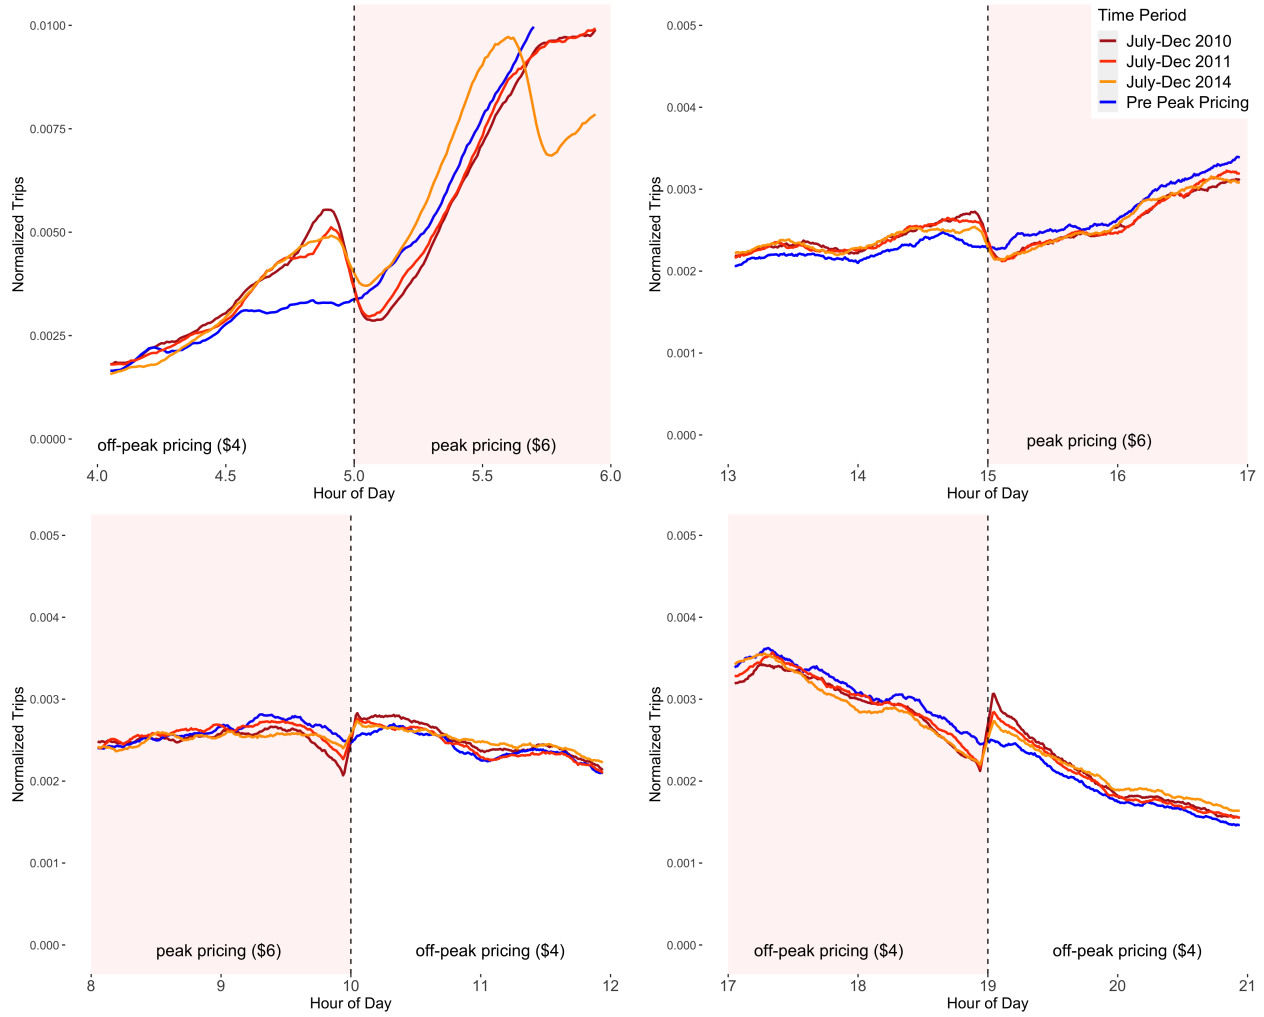 Normalized Trips
0.0100
0.0075
0.0050
0.0025
0.0000
off-peak pricing ($4)
peak pricing ($6)
4.0 4.5 5.0 5.5 6.0
Hour of Day
Normalized Trips
0.005
0.004
0.003
0.002
0.001
0.000
Time Period
July-Dec 2010
July-Dec 2011
July-Dec 2014
Pre Peak Pricing
peak pricing ($6)
13 14 15 16 17
Hour of Day
Normalized Trips
0.005
0.004
0.003
0.002
0.001
0.000
peak pricing ($6)
off-peak pricing ($4)
8 9 10 11 12
Hour of Day
Normalized Trips
0.005
0.004
0.003
0.002
0.001
0.000
off-peak pricing ($4)
off-peak pricing ($4)
17 18 19 20 21
Hour of Day